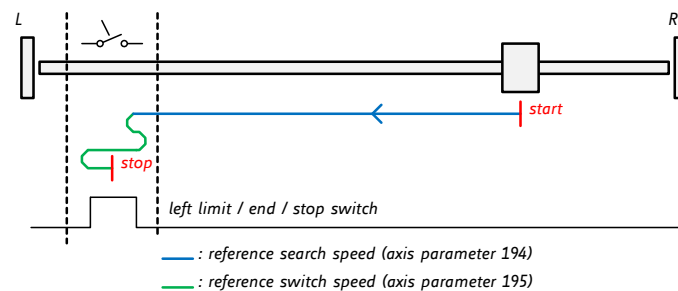 L
R
start
stop
left limit / end / stop switch
: reference search speed (axis parameter 194)
: reference switch speed (axis parameter 195)